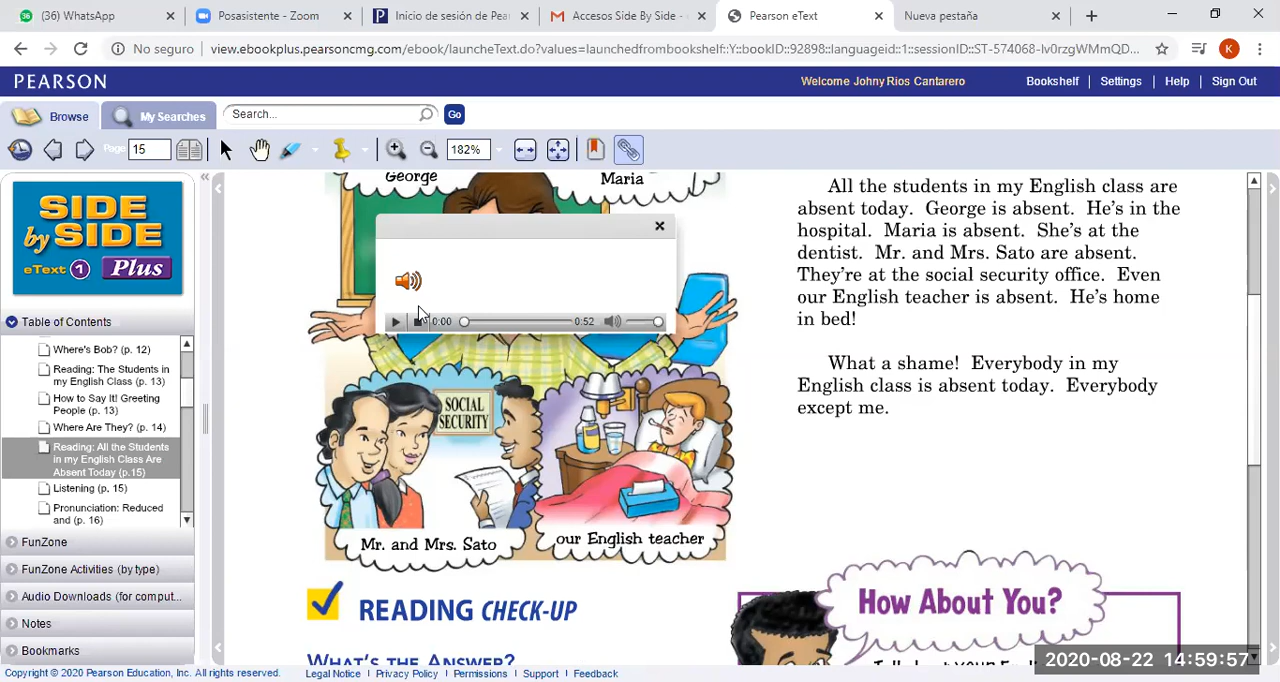 36 (16) WhatsApp
Posasistente - Zoom
P Inicio de sesión de Pea
Accesos Side By Side -
Pearson eText
Nueva pestaña
No seguro
view.ebookplus.pearsoncmg.com/ebook/launcheText.do?values=launchedfrombookshelf::Y::bookID::92898::languageid::1::sessionID::ST-574068-lv0rzgWMmQD...
K
PEARSON
Welcome Johny Rios Cantarero
Bookshelf | Settings | Help | Sign Out
Browse
My Searches
Search...
Go
Page 15
182%
SIDE
by SIDE
eText 1 Plus
Table of Contents
Where's Bob? (p. 12)
Reading: The Students in
my English Class (p. 13)
How to Say It! Greeting
People (p. 13)
Where Are They? (p. 14)
Reading: All the Students
in my English Class Are
Absent Today (p.15)
Listening (p. 15)
Pronunciation: Reduced
and (p. 16)
FunZone
FunZone Activities (by type)
Audio Downloads (for comput...
Notes
Bookmarks
George
Maria
0:00
0:52
SOCIAL
SECURITY
Mr. and Mrs. Sato
our English teacher
All the students in my English class are
absent today. George is absent. He's in the
hospital. Maria is absent. She's at the
dentist. Mr. and Mrs. Sato are absent.
They're at the social security office. Even
our English teacher is absent. He's home
in bed!
What a shame! Everybody in my
English class is absent today. Everybody
except me.
READING CHECK-UP
WHAT'S THE ANSWER?
How About You?
2020-08-22 14:59:57
Copyright © 2020 Pearson Education, Inc. All rights reserved.
Legal Notice | Privacy Policy | Permissions | Support | Feedback